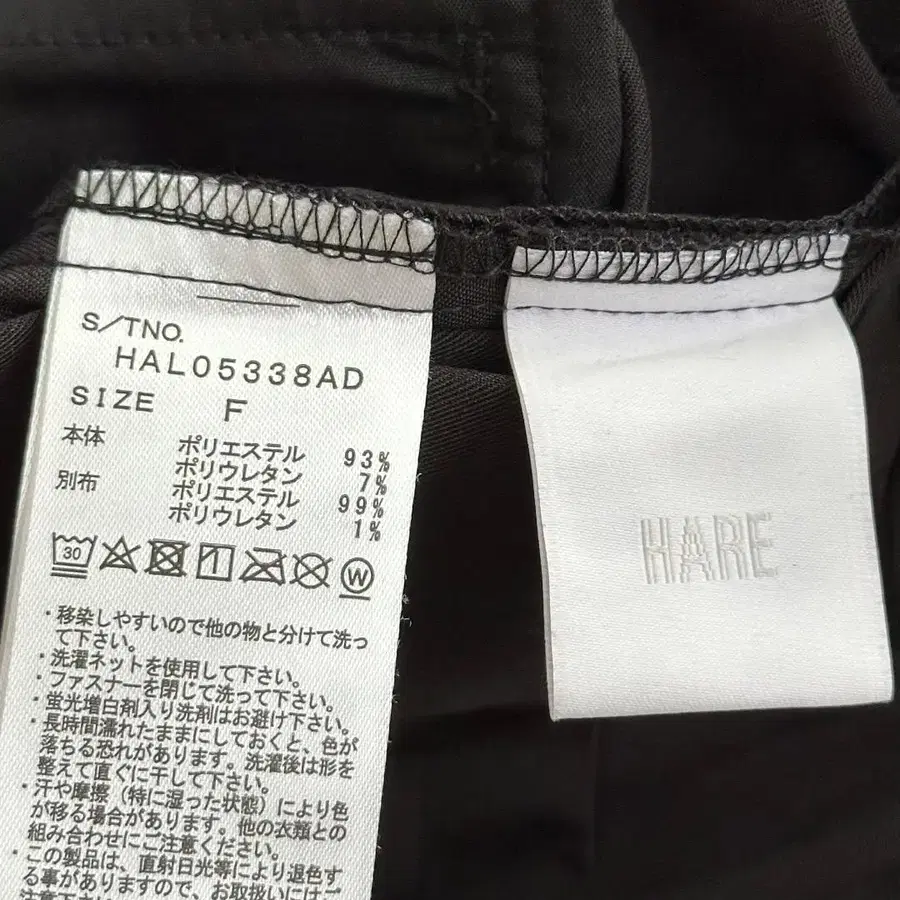 S/TNO.
HAL05338AD
SIZE F
本体 ポリエステル 93%
ポリウレタン 7%
別布 ポリエステル 99%
ポリウレタン 1%
30
W
・移染しやすいので他の物と分けて洗っ
て下さい。
・洗濯ネットを使用して下さい。
・ファスナーを閉じて洗って下さい。
・蛍光増白剤入り洗剤はお避け下さい。
・長時間濡れたままにしておくと、色が
落ちる恐れがあります。洗濯後は形を
整えて直ぐに干して下さい。
・汗や摩擦（特に湿った状態）により色
が移る場合があります。他の衣類との
組み合わせにご注意ください。
・この製品は、直射日光等により退色す
る事がありますので、お取扱いには
注意下さい
HARE